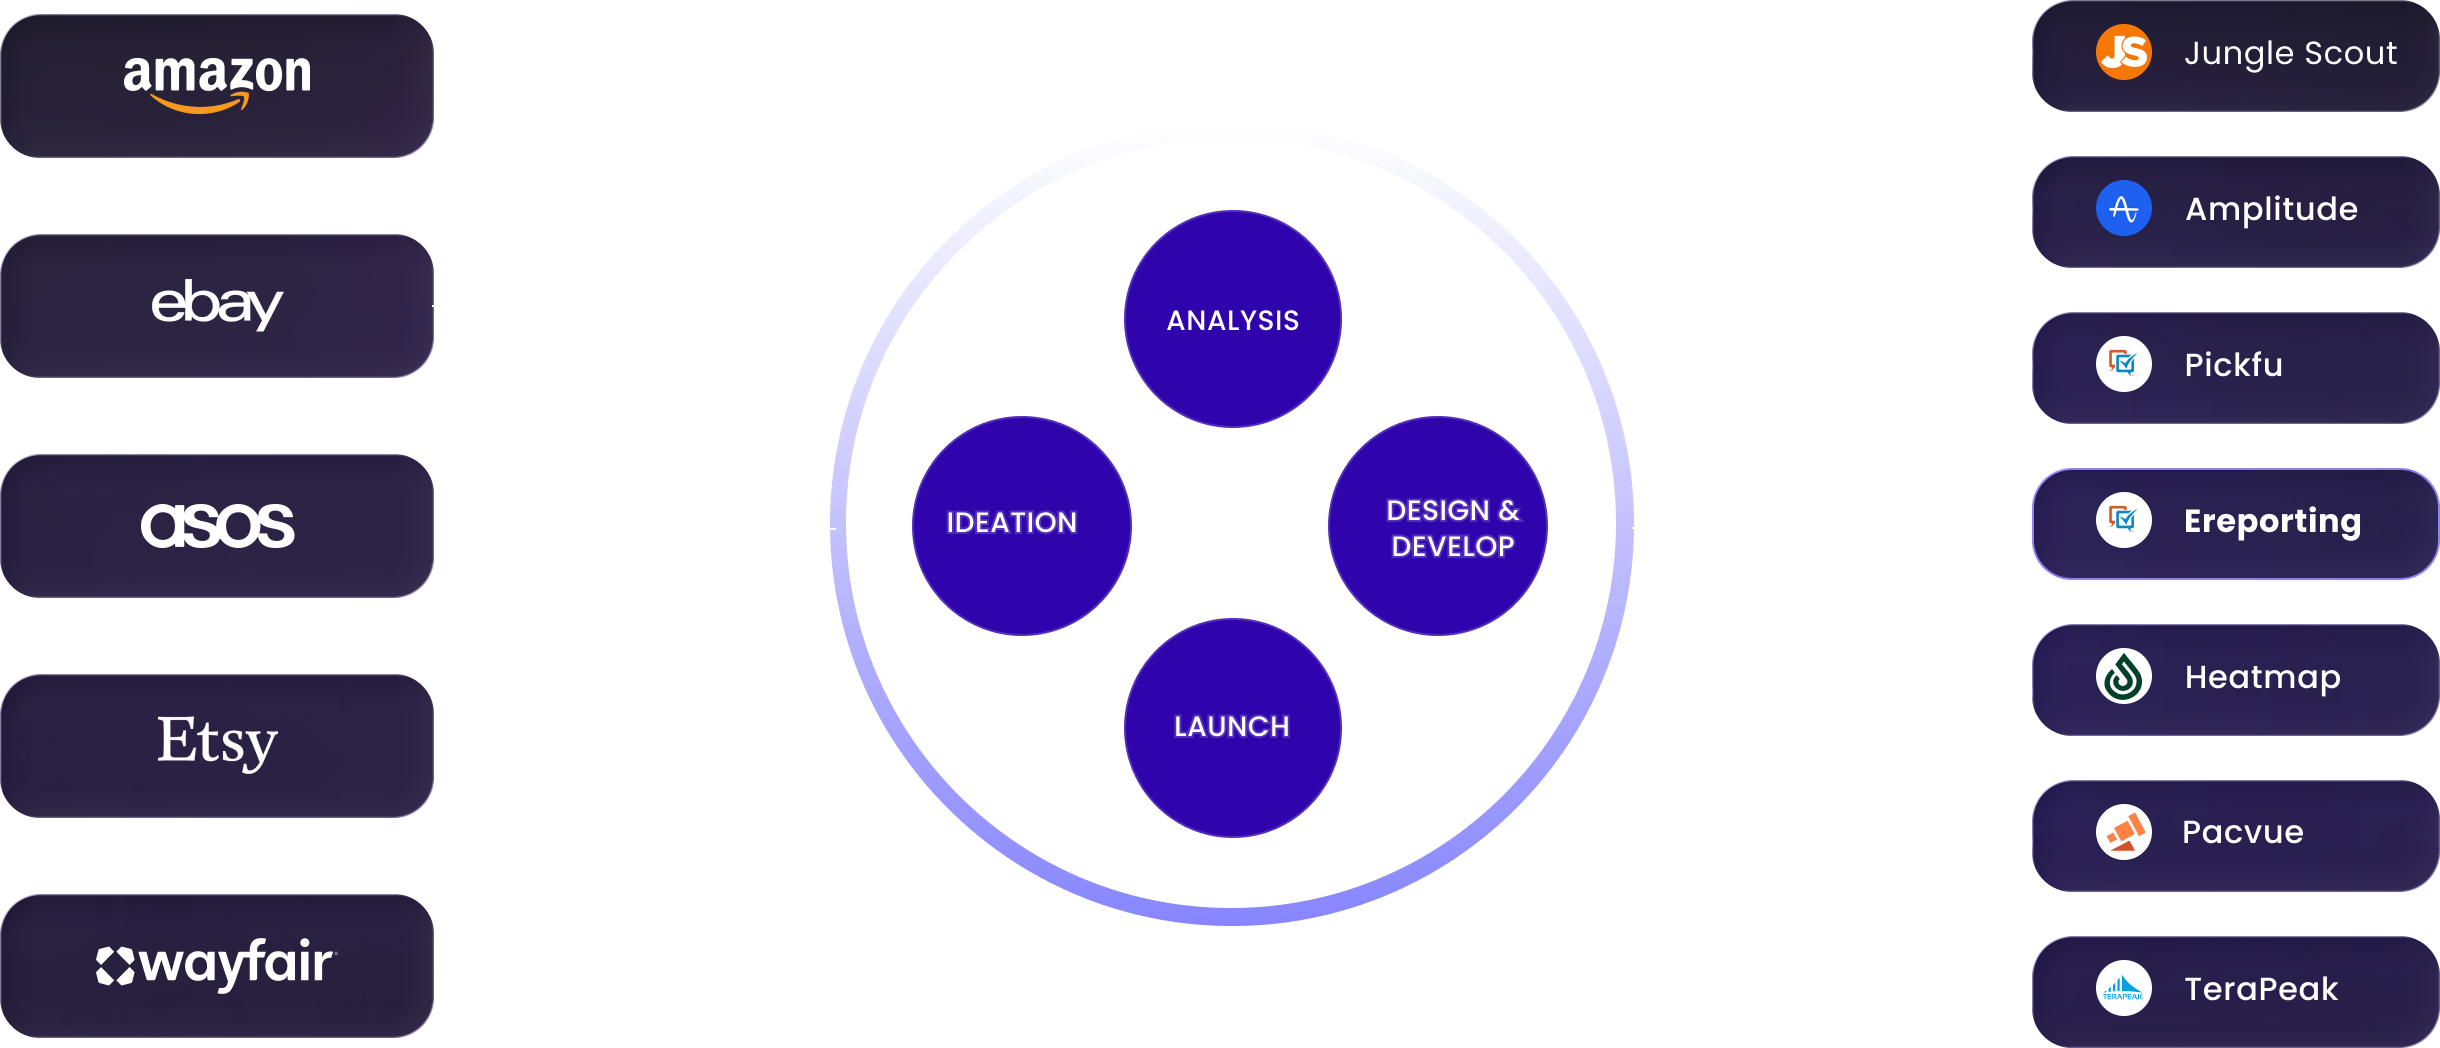 amazon
ebay
asos
Etsy
wayfair
ANALYSIS
IDEATION
DESIGN &
DEVELOP
LAUNCH
JS Jungle Scout
Amplitude
Pickfu
Ereporting
Heatmap
Pacvue
TERAPEAK TeraPeak